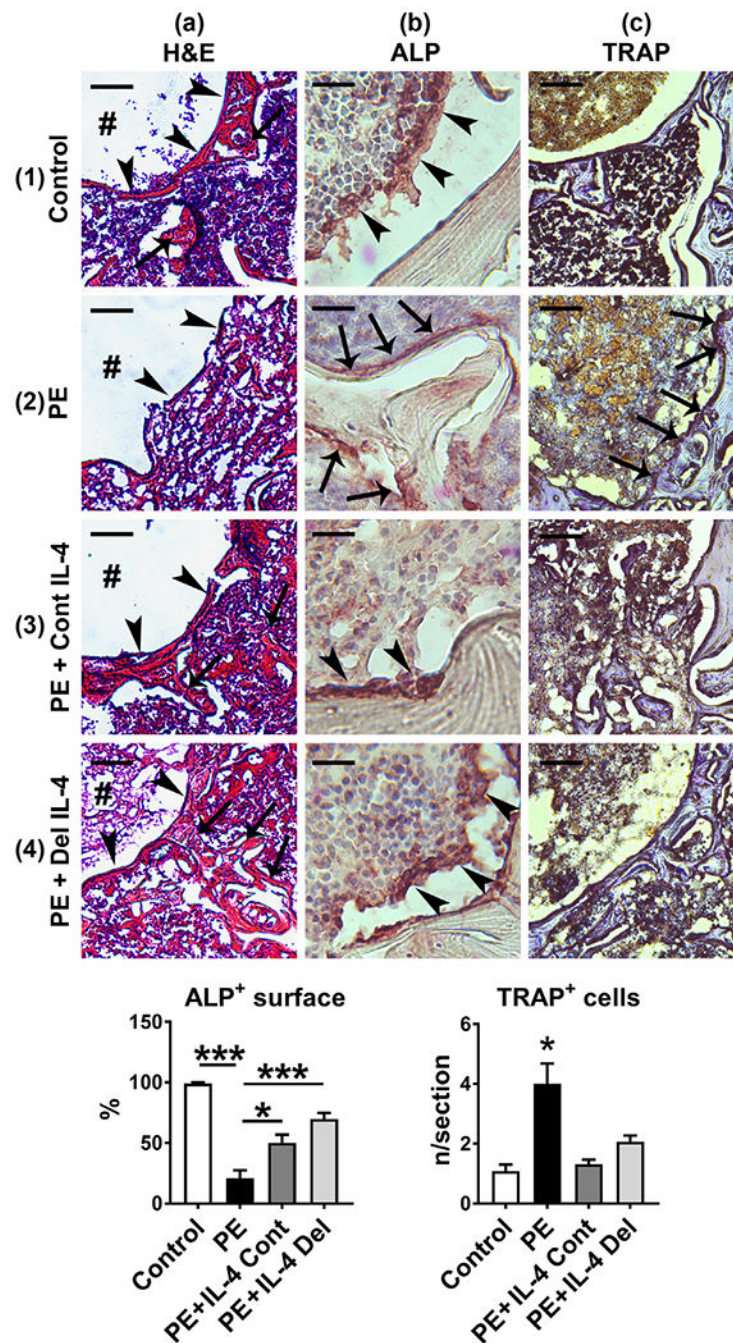 (a) (b) (c)
H&E ALP TRAP
(1) Control
#
(2) PE
#
(3) PE + Cont IL-4
#
(4) PE + Del IL-4
#
ALP⁺ surface
150
100
50
0
%
***
***
*
Control
PE
PE+IL-4 Cont
PE+IL-4 Del
TRAP⁺ cells
6
4
2
0
n/section
*
Control
PE
PE+IL-4 Cont
PE+IL-4 Del